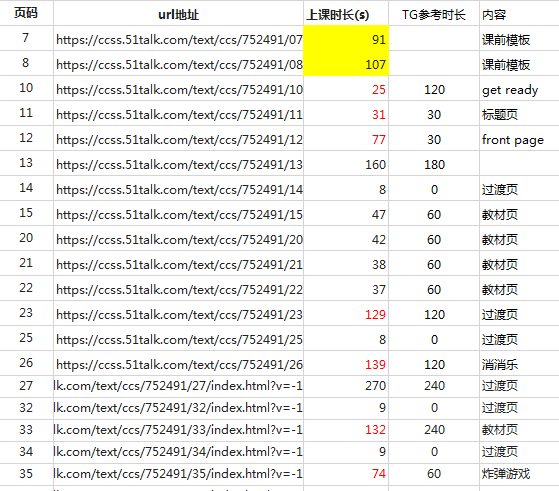 页码 url地址 上课时长(s) TG参考时长 内容
7 https://ccss.51talk.com/text/ccs/752491/07 91 课前模板
8 https://ccss.51talk.com/text/ccs/752491/08 107 课前模板
10 https://ccss.51talk.com/text/ccs/752491/10 25 120 get ready
11 https://ccss.51talk.com/text/ccs/752491/11 31 30 标题页
12 https://ccss.51talk.com/text/ccs/752491/12 77 30 front page
13 https://ccss.51talk.com/text/ccs/752491/13 160 180
14 https://ccss.51talk.com/text/ccs/752491/14 8 0 过渡页
15 https://ccss.51talk.com/text/ccs/752491/15 47 60 教材页
20 https://ccss.51talk.com/text/ccs/752491/20 42 60 教材页
21 https://ccss.51talk.com/text/ccs/752491/21 38 60 教材页
22 https://ccss.51talk.com/text/ccs/752491/22 37 60 教材页
23 https://ccss.51talk.com/text/ccs/752491/23 129 120 过渡页
25 https://ccss.51talk.com/text/ccs/752491/25 8 0 过渡页
26 https://ccss.51talk.com/text/ccs/752491/26 139 120 消消乐
27 lk.com/text/ccs/752491/27/index.html?v=-1 270 240 过渡页
32 lk.com/text/ccs/752491/32/index.html?v=-1 9 0 过渡页
33 lk.com/text/ccs/752491/33/index.html?v=-1 132 240 教材页
34 lk.com/text/ccs/752491/34/index.html?v=-1 9 0 过渡页
35 lk.com/text/ccs/752491/35/index.html?v=-1 74 60 炸弹游戏